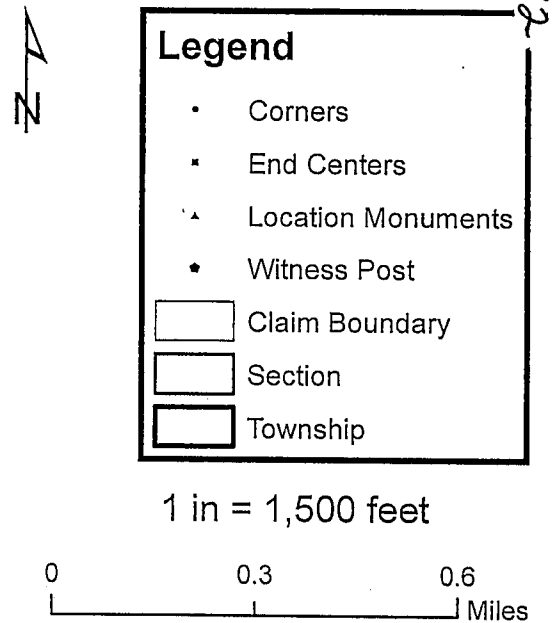 N
Legend
Corners
End Centers
Location Monuments
Witness Post
Claim Boundary
Section
Township
1 in = 1,500 feet
0 0.3 0.6
Miles